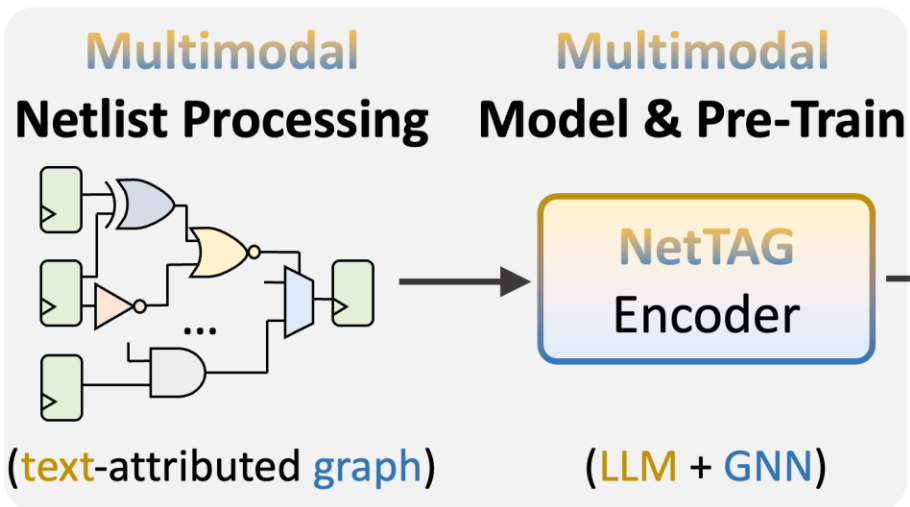 Multimodal
Netlist Processing
...
(text-attributed graph)
Multimodal
Model & Pre-Train
NetTAG
Encoder
(LLM + GNN)